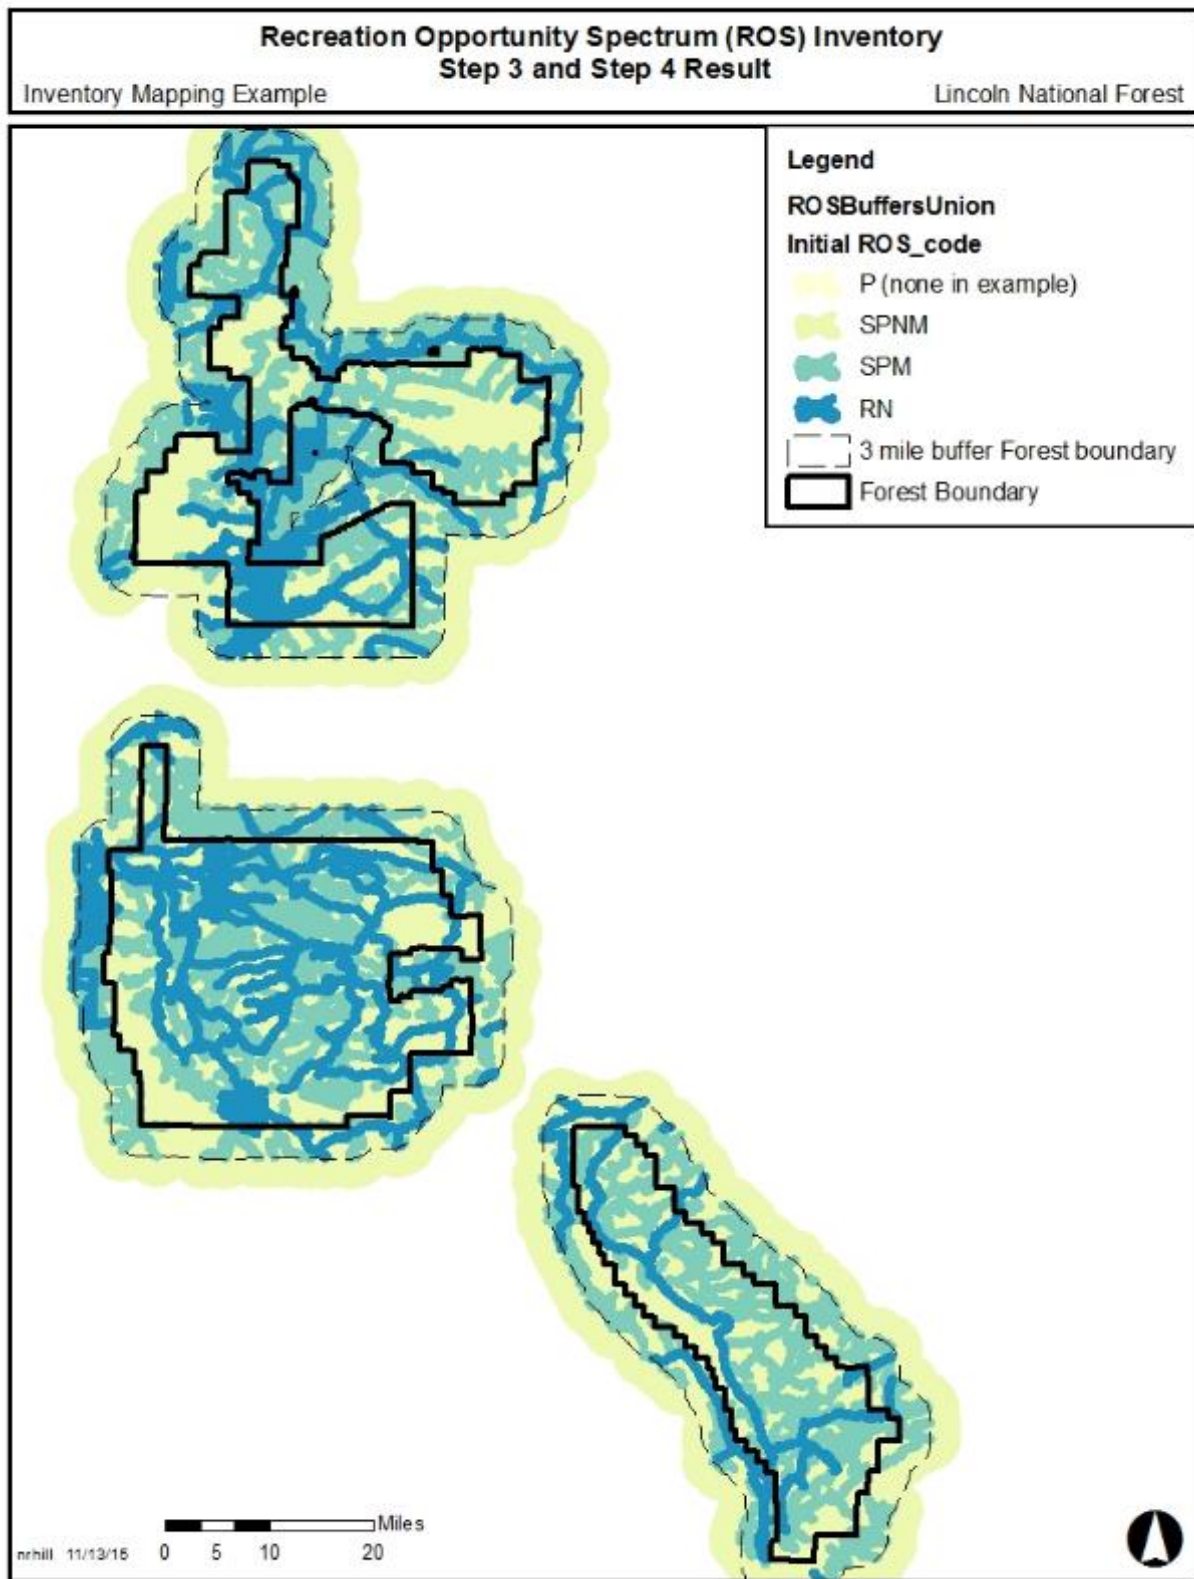 Recreation Opportunity Spectrum (ROS) Inventory
Step 3 and Step 4 Result
Inventory Mapping Example Lincoln National Forest
Legend
ROSBuffersUnion
Initial ROS_code
P (none in example)
SPNM
SPM
RN
3 mile buffer Forest boundary
Forest Boundary
Miles
nrhill 11/13/15 0 5 10 20